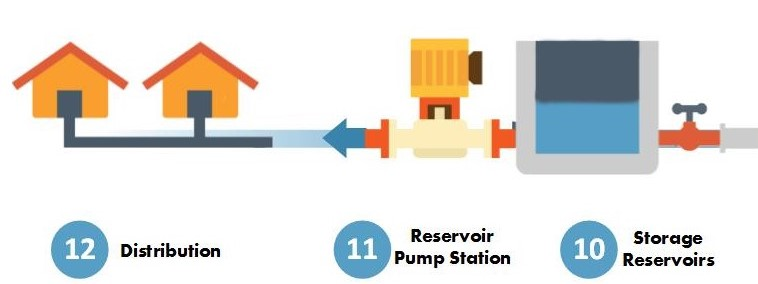 12 Distribution
11 Reservoir
Pump Station
10 Storage
Reservoirs